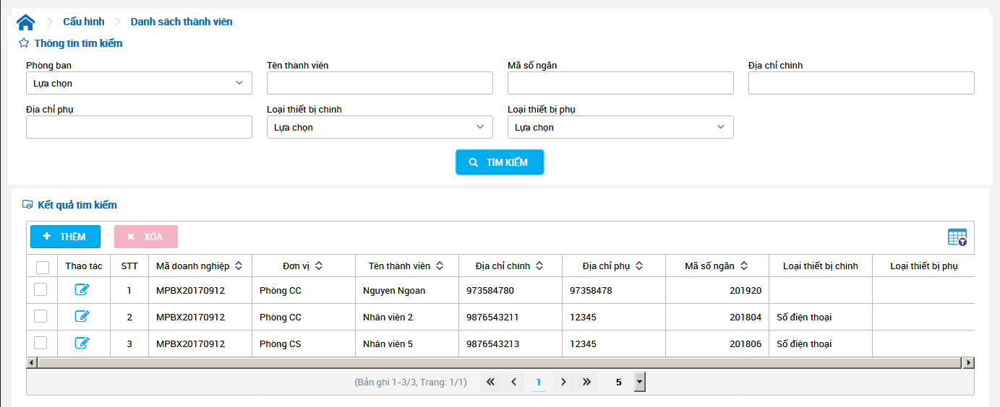 Cấu hình Danh sách thành viên
Thông tin tìm kiếm
Phòng ban Tên thành viên Mã số ngắn Địa chỉ chính
Lựa chọn
Địa chỉ phụ Loại thiết bị chính Loại thiết bị phụ
Lựa chọn Lựa chọn
TÌM KIẾM
Kết quả tìm kiếm
THÊM XÓA
Thao tác STT Mã doanh nghiệp Đơn vị Tên thành viên Địa chỉ chính Địa chỉ phụ Mã số ngắn Loại thiết bị chính Loại thiết bị phụ
1 MPBX20170912 Phòng CC Nguyen Ngoan 973584780 97358478 201920
2 MPBX20170912 Phòng CC Nhân viên 2 9876543211 12345 201804 Số điện thoại
3 MPBX20170912 Phòng CS Nhân viên 5 9876543213 12345 201806 Số điện thoại
(Bản ghi 1-3/3, Trang: 1/1) 1 5